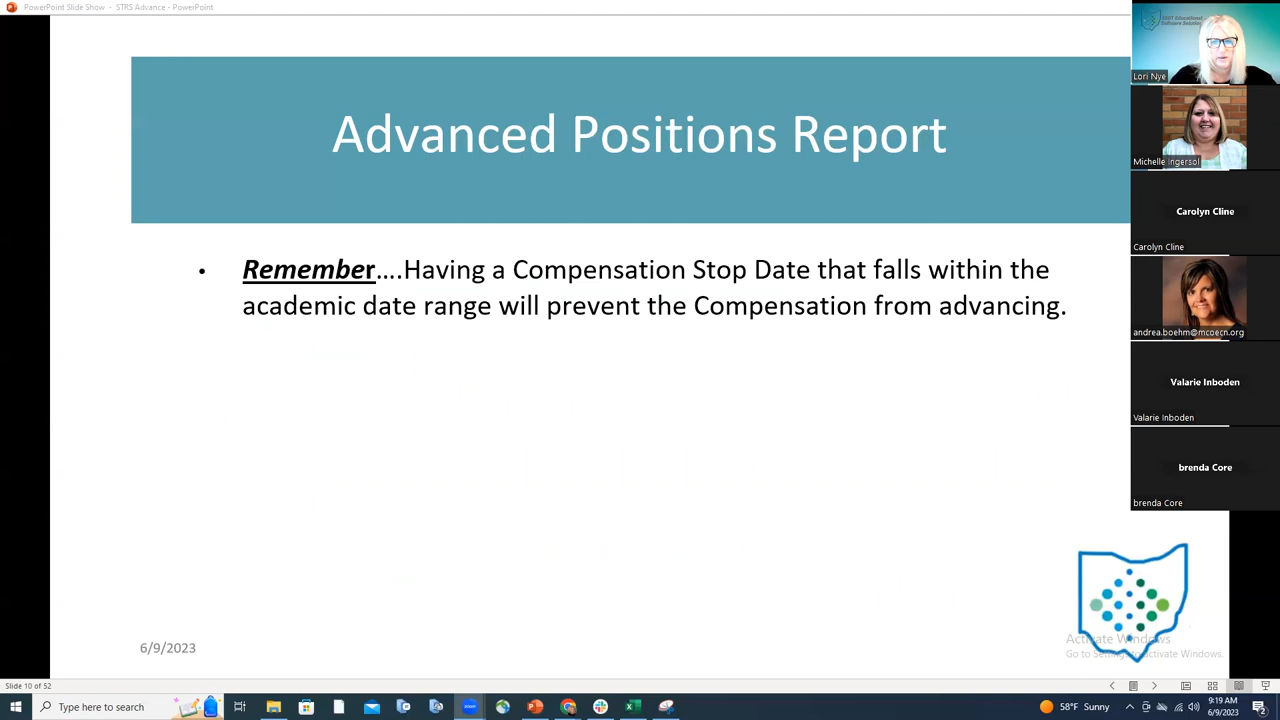 PowerPoint Slide Show - STRS Advance - PowerPoint
Advanced Positions Report
• Remember….Having a Compensation Stop Date that falls within the
academic date range will prevent the Compensation from advancing.
6/9/2023
Lori Nye
Michelle Ingersol
Carolyn Cline
Carolyn Cline
andrea.boehm@mcoecn.org
Valarie Inboden
Valarie Inboden
brenda Core
brenda Core
Activate Windows
Go to Settings to activate Windows.
Slide 10 of 52
Type here to search
58°F Sunny
9:19 AM
6/9/2023
2